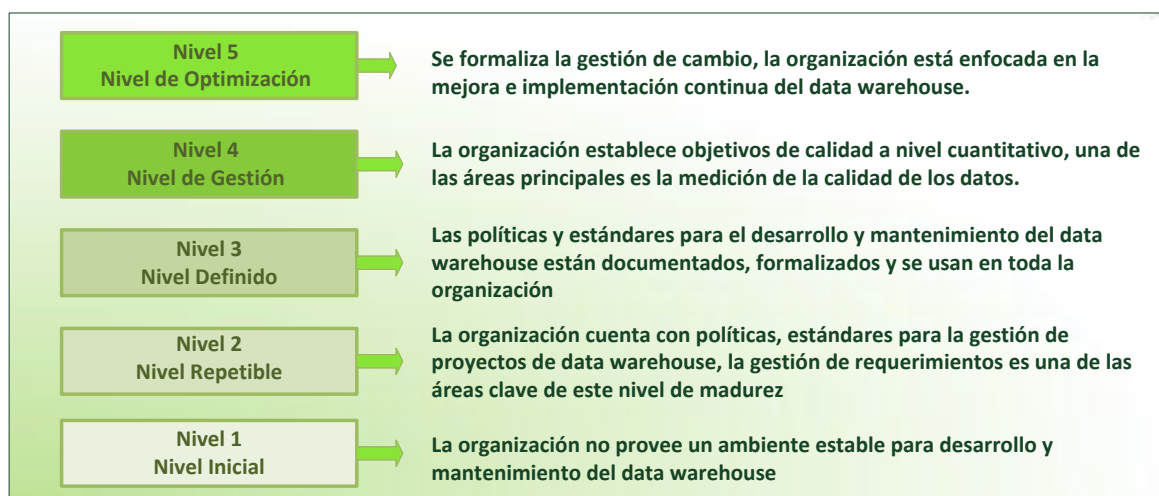 Nivel 5
Nivel de Optimización
Se formaliza la gestión de cambio, la organización está enfocada en la
mejora e implementación continua del data warehouse.
Nivel 4
Nivel de Gestión
La organización establece objetivos de calidad a nivel cuantitativo, una de
las áreas principales es la medición de la calidad de los datos.
Nivel 3
Nivel Definido
Las políticas y estándares para el desarrollo y mantenimiento del data
warehouse están documentados, formalizados y se usan en toda la
organización
Nivel 2
Nivel Repetible
La organización cuenta con políticas, estándares para la gestión de
proyectos de data warehouse, la gestión de requerimientos es una de las
áreas clave de este nivel de madurez
Nivel 1
Nivel Inicial
La organización no provee un ambiente estable para desarrollo y
mantenimiento del data warehouse